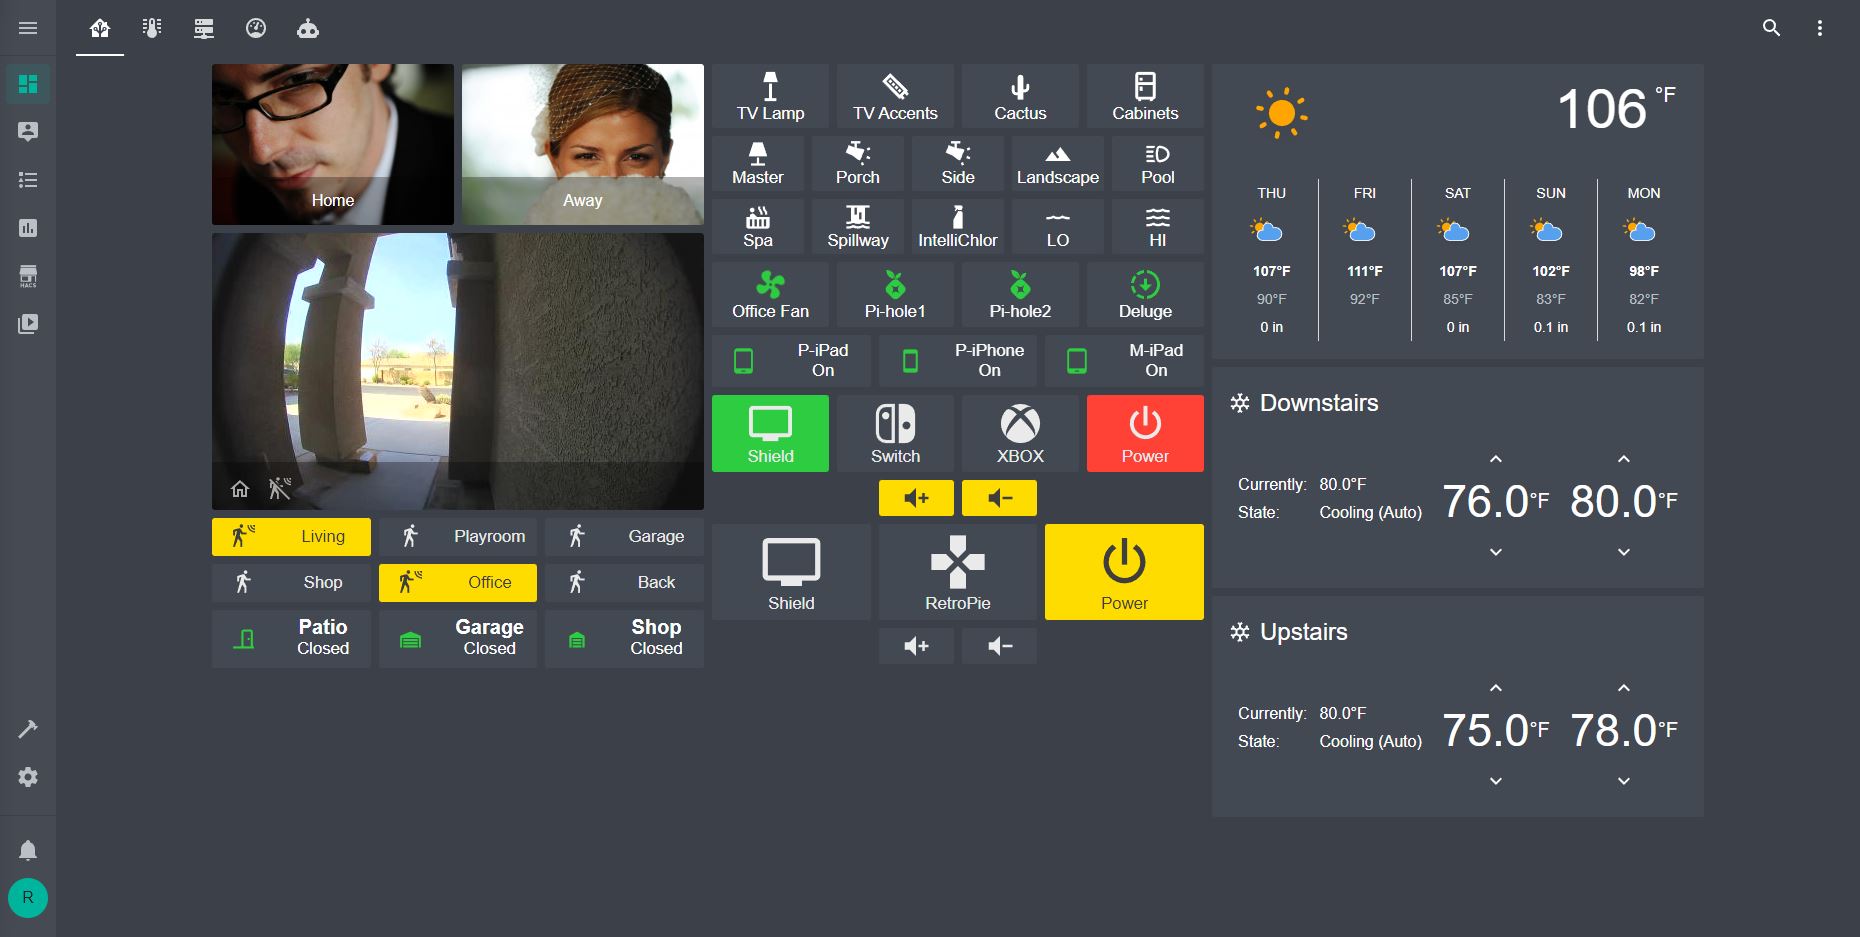 HACS
R
Home
Away
Living
Playroom
Garage
Shop
Office
Back
Patio
Closed
Garage
Closed
Shop
Closed
TV Lamp
TV Accents
Cactus
Cabinets
Master
Porch
Side
Landscape
Pool
Spa
Spillway
IntelliChlor
LO
HI
Office Fan
Pi-hole1
Pi-hole2
Deluge
P-iPad
On
P-iPhone
On
M-iPad
On
Shield
Switch
XBOX
Power
Shield
RetroPie
Power
106 °F
THU
FRI
SAT
SUN
MON
107°F
111°F
107°F
102°F
98°F
90°F
92°F
85°F
83°F
82°F
0 in
0 in
0.1 in
0.1 in
Downstairs
Currently: 80.0°F
State: Cooling (Auto)
76.0°F
80.0°F
Upstairs
Currently: 80.0°F
State: Cooling (Auto)
75.0°F
78.0°F